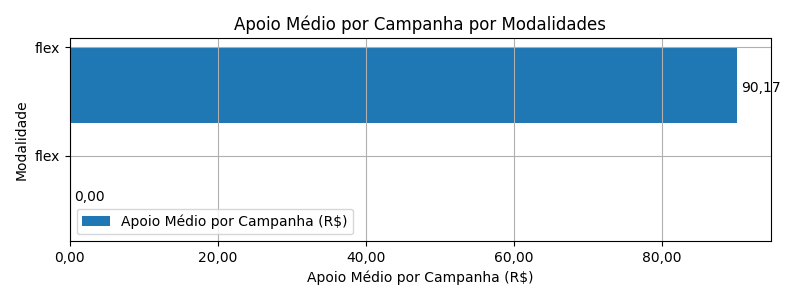 Apoio Médio por Campanha por Modalidades
flex
90,17
Modalidade
flex
0,00
Apoio Médio por Campanha (R$)
0,00 20,00 40,00 60,00 80,00
Apoio Médio por Campanha (R$)